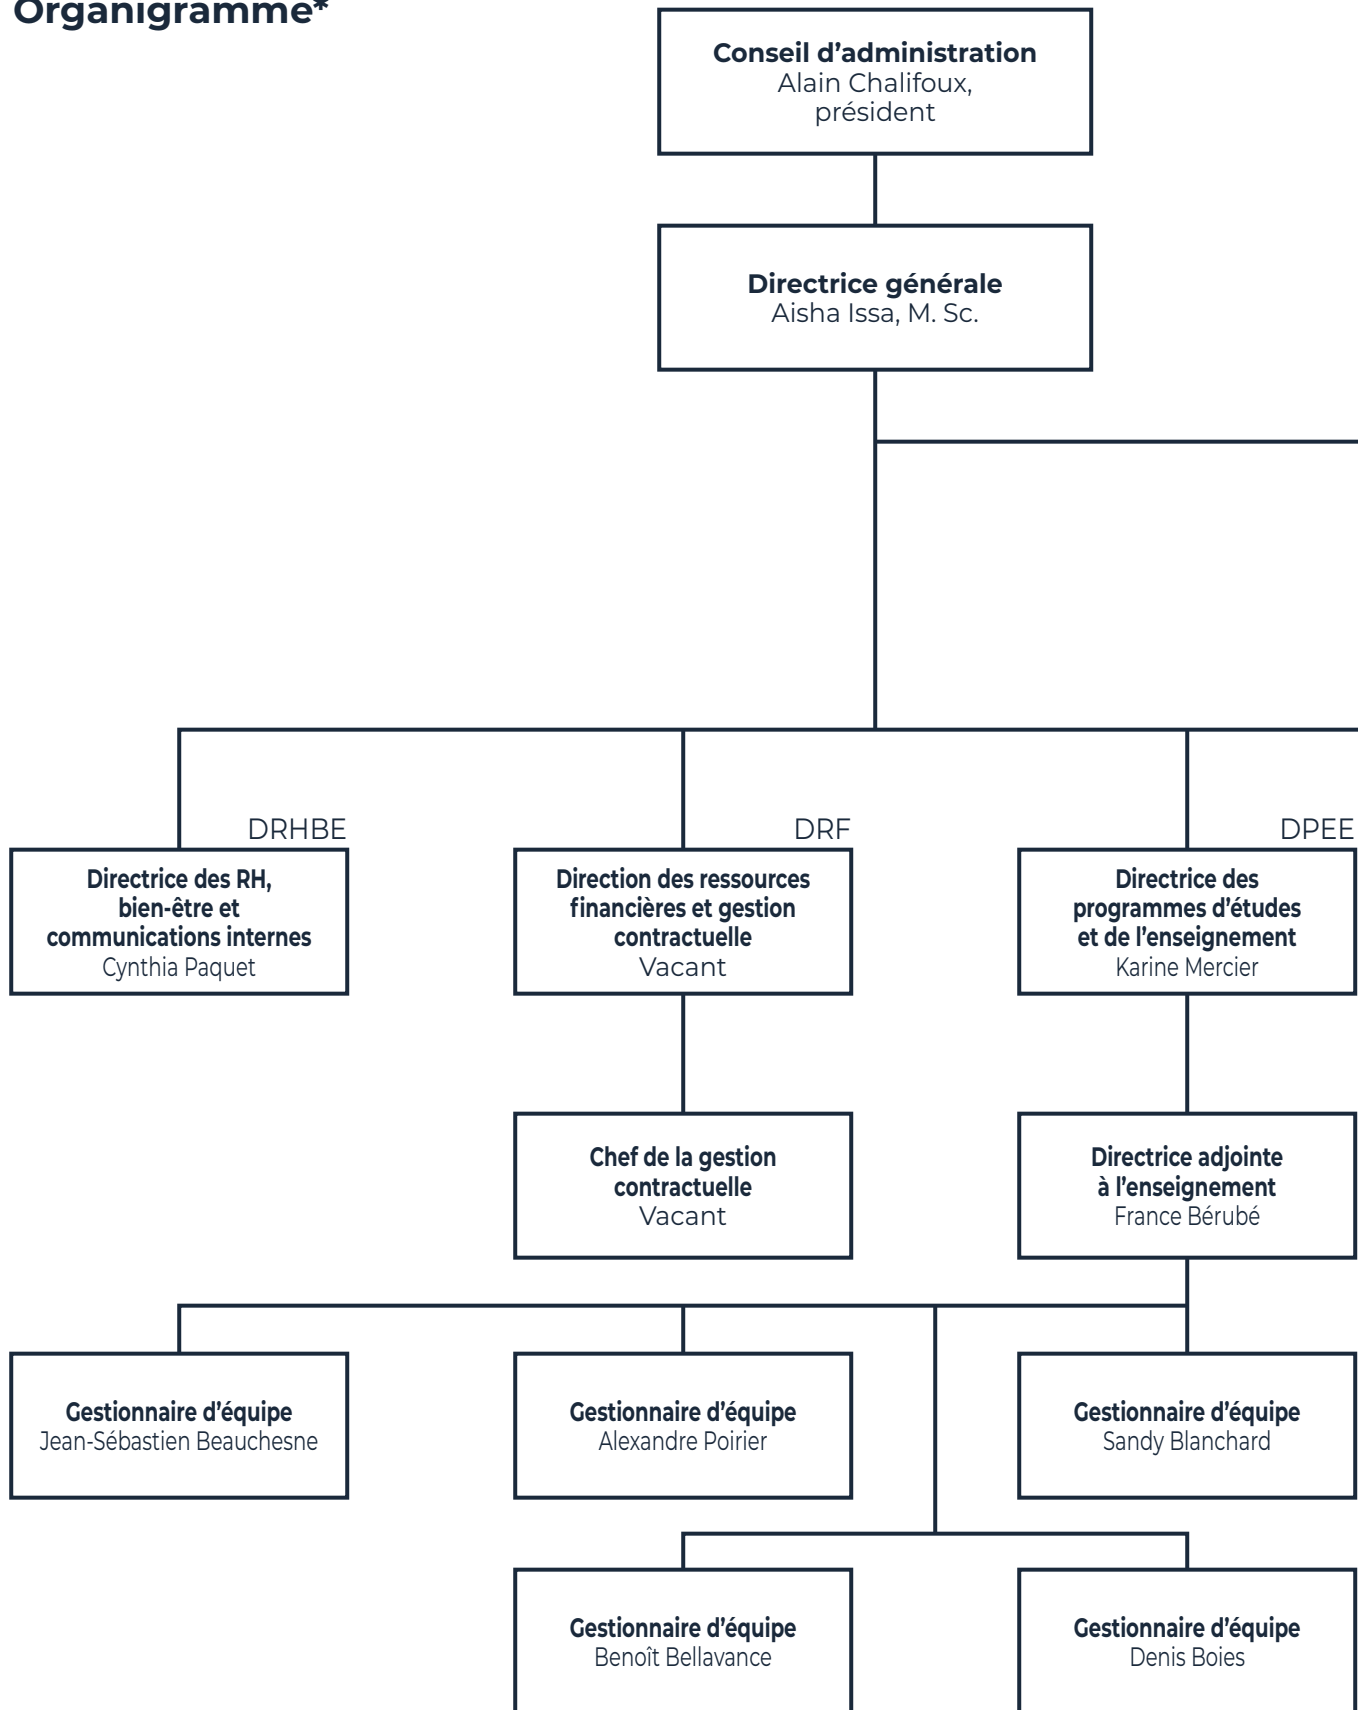 Organigramme*
Conseil d’administration
Alain Chalifoux,
président
Directrice générale
Aisha Issa, M. Sc.
DRHBE
Directrice des RH,
bien-être et
communications internes
Cynthia Paquet
DRF
Direction des ressources
financières et gestion
contractuelle
Vacant
DPEE
Directrice des
programmes d’études
et de l’enseignement
Karine Mercier
Chef de la gestion
contractuelle
Vacant
Directrice adjointe
à l’enseignement
France Bérubé
Gestionnaire d’équipe
Jean-Sébastien Beauchesne
Gestionnaire d’équipe
Alexandre Poirier
Gestionnaire d’équipe
Sandy Blanchard
Gestionnaire d’équipe
Benoît Bellavance
Gestionnaire d’équipe
Denis Boies